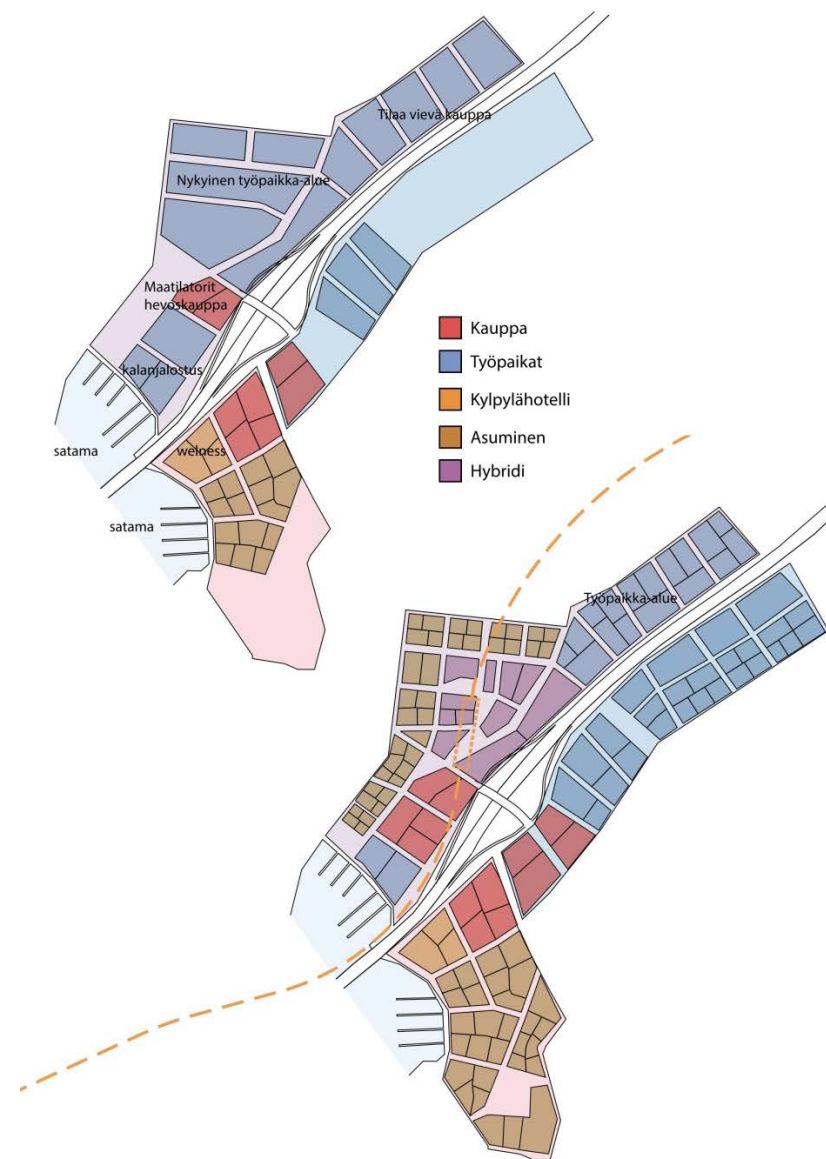 Tilaa vievä kauppa
Nykyinen työpaikka-alue
Maatilatorit
hevoskauppa
kalanjalostus
satama
welness
satama
Kauppa
Työpaikat
Kylpylähotelli
Asuminen
Hybridi
Työpaikka-alue